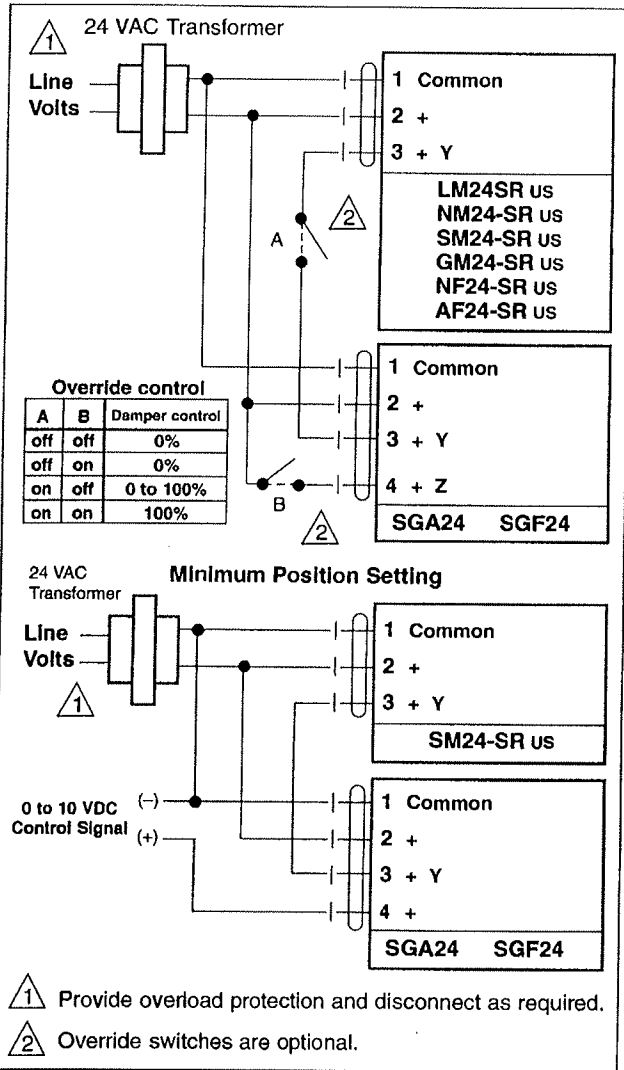 1
24 VAC Transformer
Line
Volts
1 Common
2 +
3 + Y
LM24SR US
NM24-SR US
SM24-SR US
GM24-SR US
NF24-SR US
AF24-SR US
2
A
Override control
A B Damper control
off off 0%
off on 0%
on off 0 to 100%
on on 100%
1 Common
2 +
3 + Y
4 + Z
B
2
SGA24 SGF24
Minimum Position Setting
24 VAC
Transformer
Line
Volts
1
1 Common
2 +
3 + Y
SM24-SR US
0 to 10 VDC
Control Signal
(–)
(+)
1 Common
2 +
3 + Y
4 +
SGA24 SGF24
1 Provide overload protection and disconnect as required.
2 Override switches are optional.